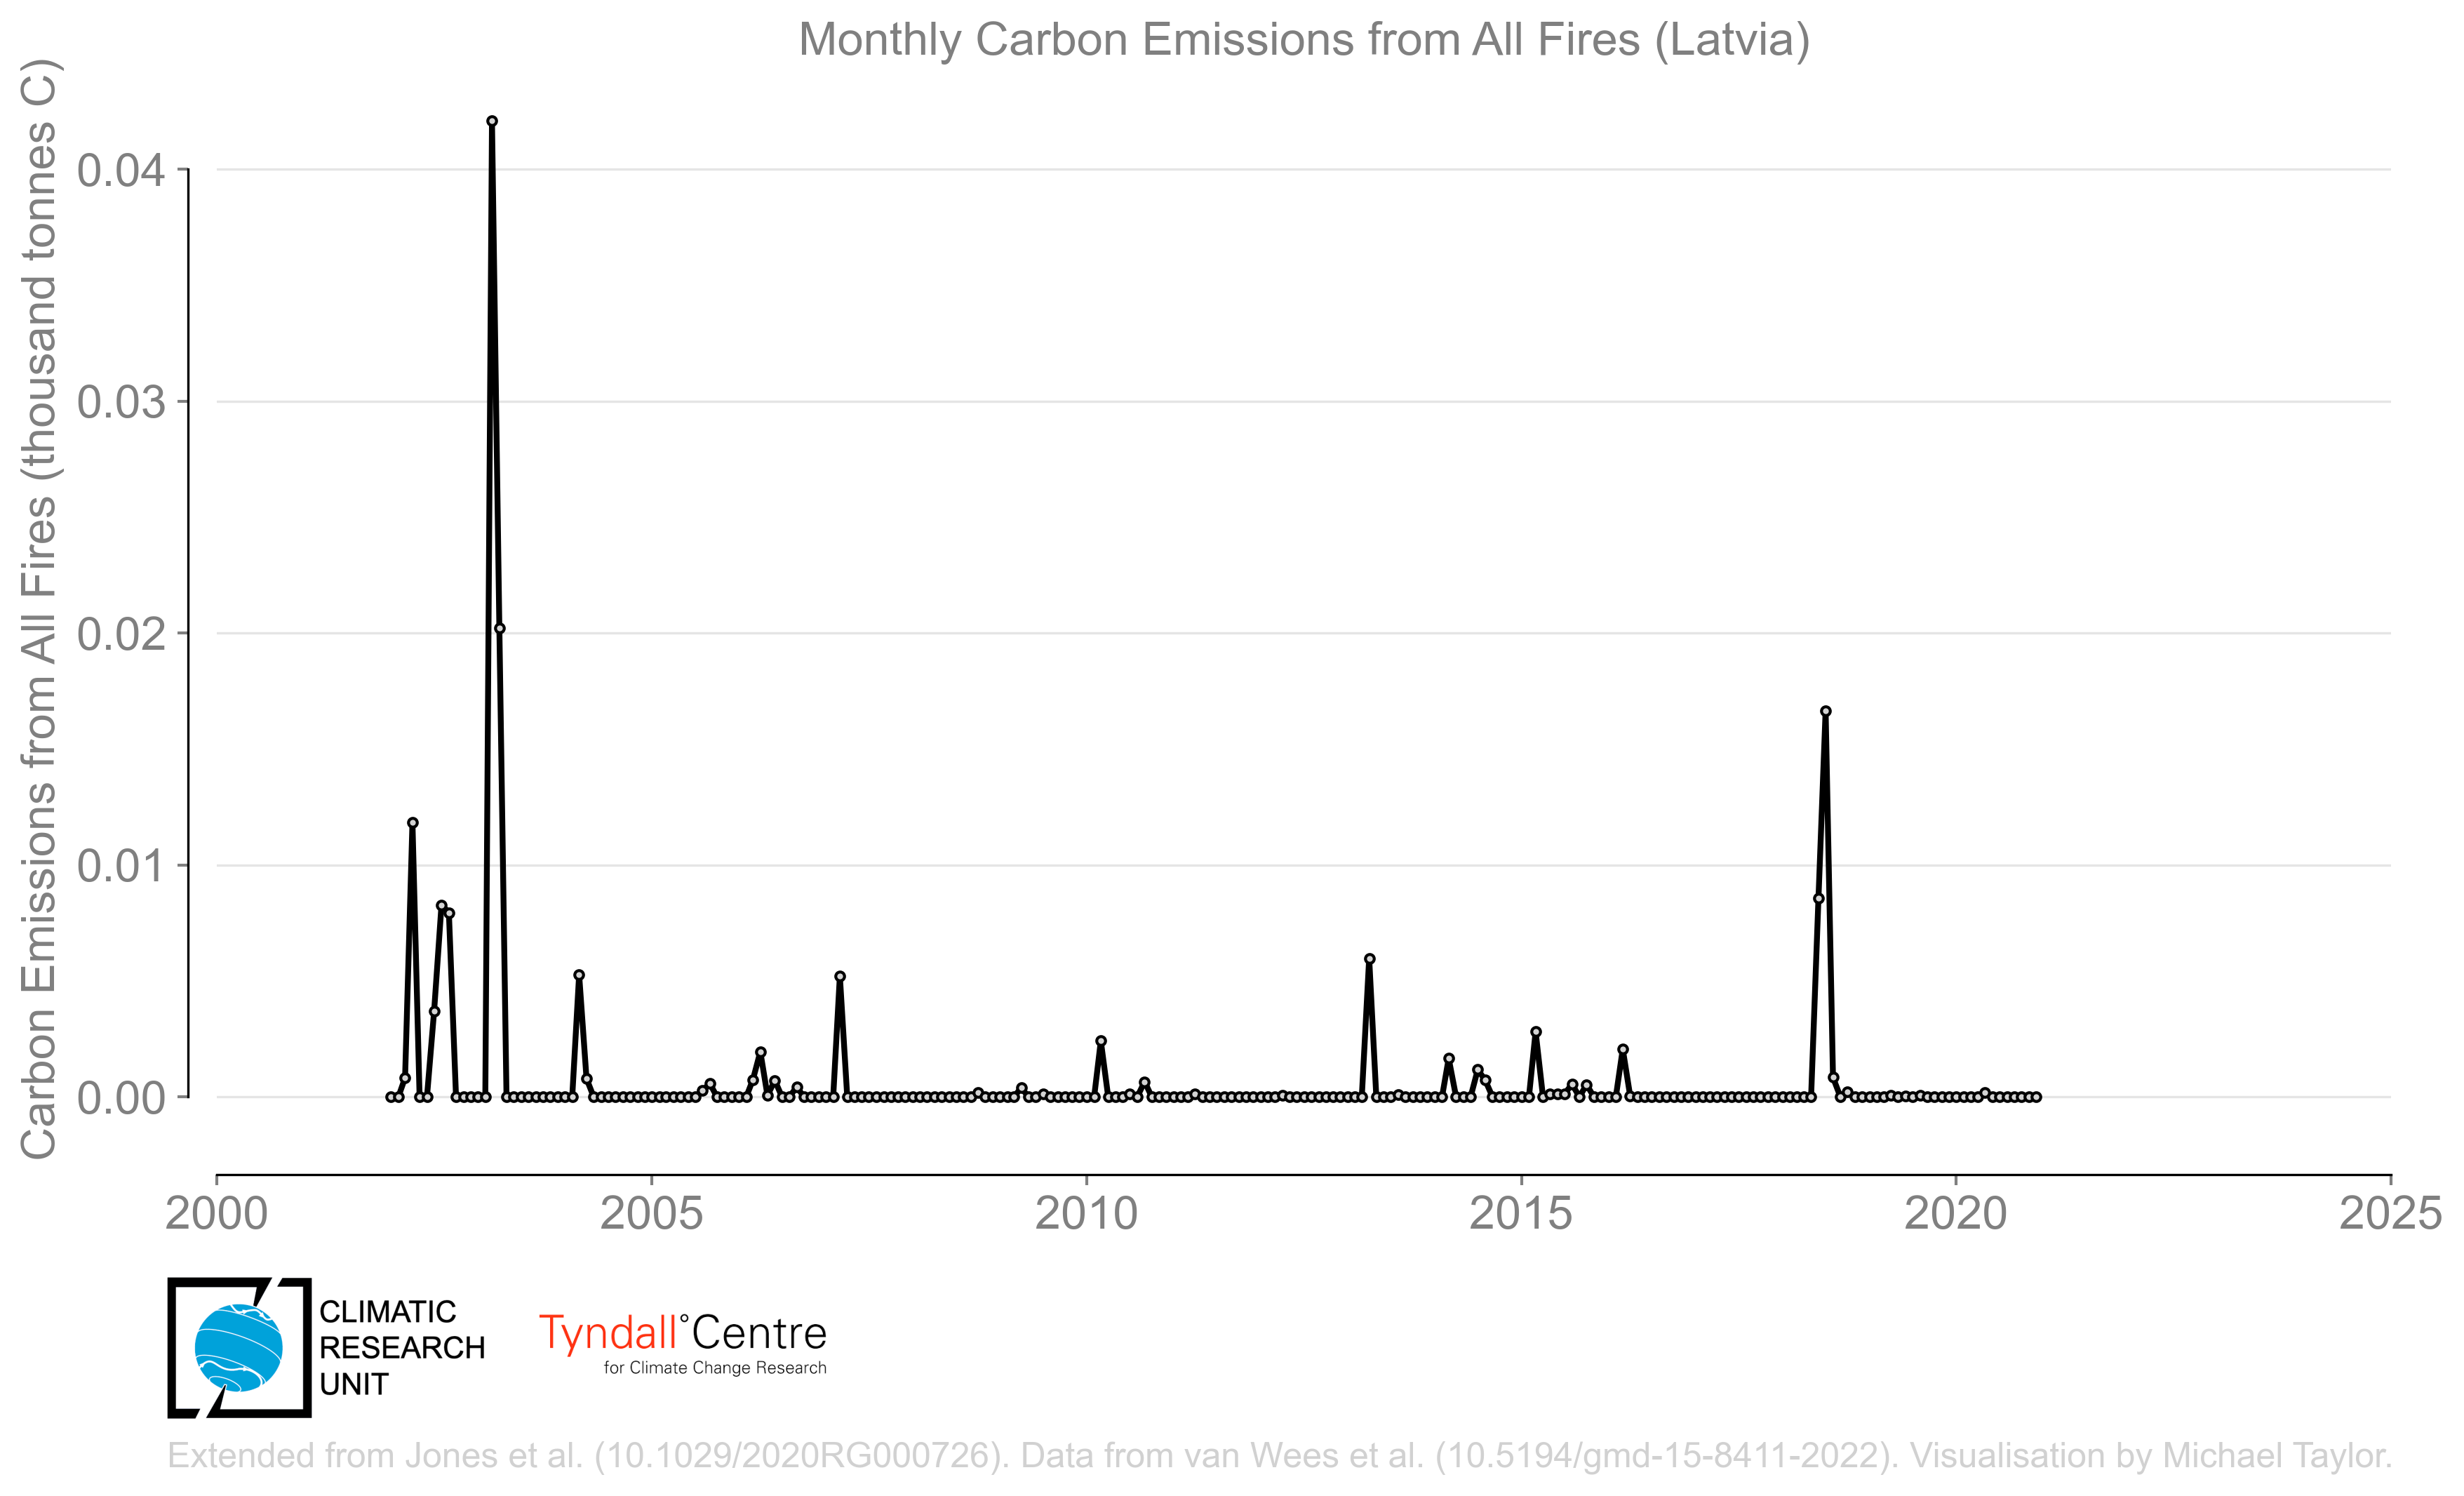 Monthly Carbon Emissions from All Fires (Latvia)
Carbon Emissions from All Fires (thousand tonnes C)
0.04
0.03
0.02
0.01
0.00
2000
2005
2010
2015
2020
2025
CLIMATIC
RESEARCH
UNIT
Tyndall°Centre
for Climate Change Research
Extended from Jones et al. (10.1029/2020RG000726). Data from van Wees et al. (10.5194/gmd-15-8411-2022). Visualisation by Michael Taylor.